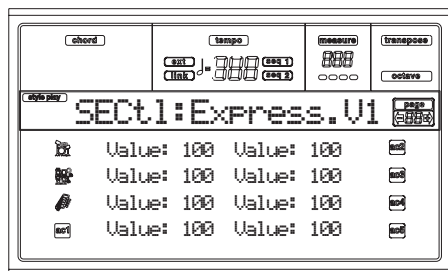 chord tempo measure transpose
ext seq 1
link seq 2 octave
style play page
SECtl:Express.V1
Value: 100 Value: 100 ac2
Value: 100 Value: 100 ac3
Value: 100 Value: 100 ac4
ac1 Value: 100 Value: 100 ac5